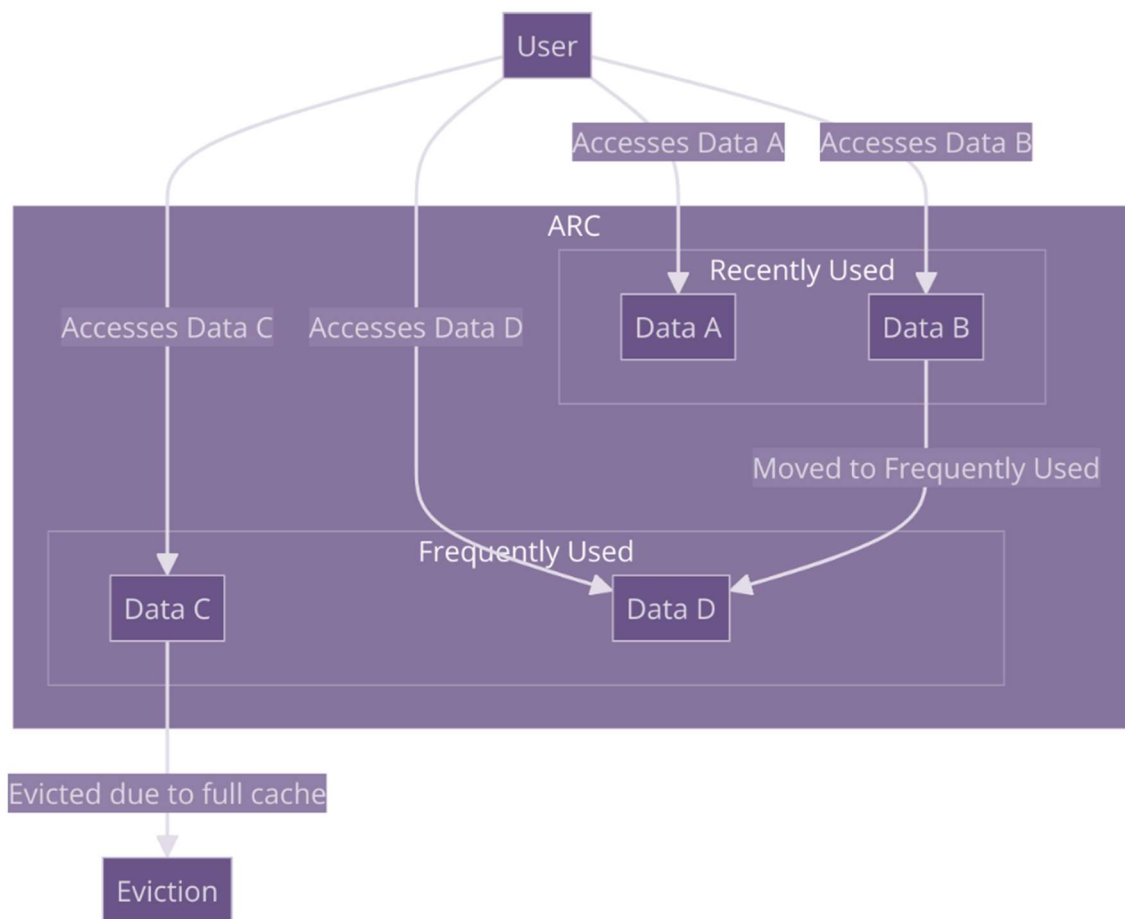 User
Accesses Data A
Accesses Data B
ARC
Recently Used
Accesses Data C
Accesses Data D
Data A
Data B
Moved to Frequently Used
Frequently Used
Data C
Data D
Evicted due to full cache
Eviction